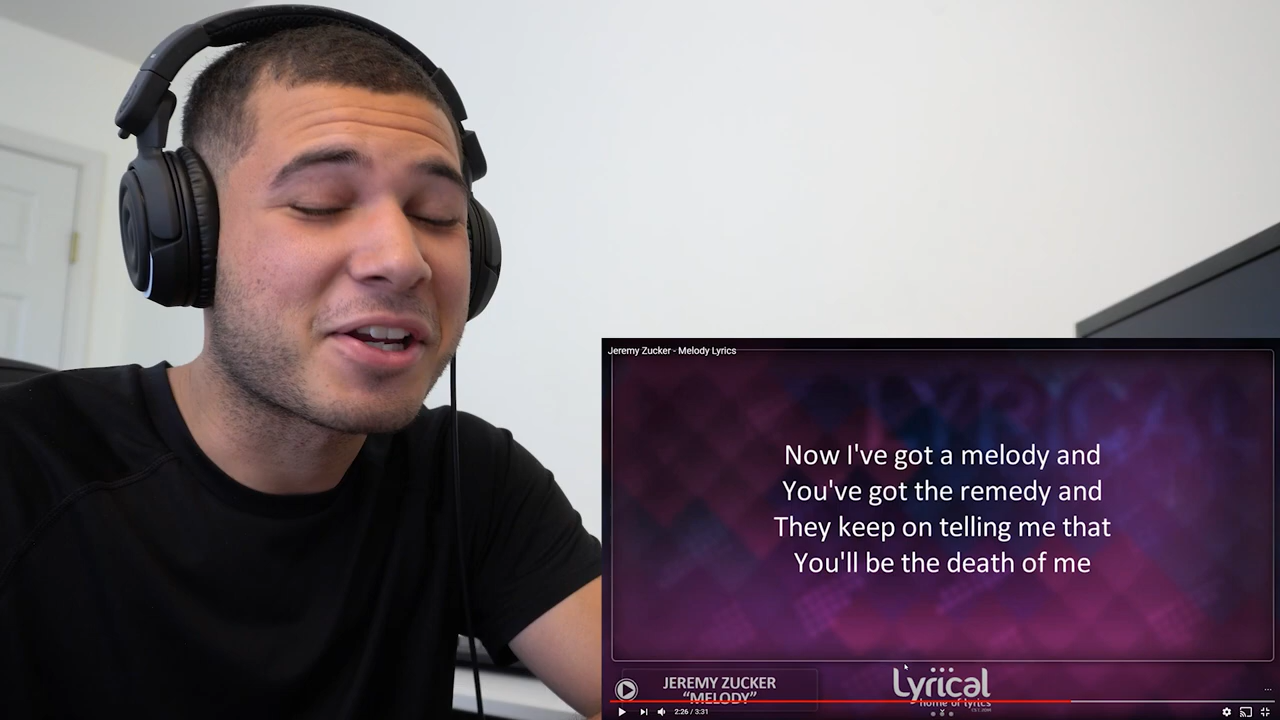 Jeremy Zucker - Melody Lyrics
LYRICAL
Now I've got a melody and
You've got the remedy and
They keep on telling me that
You'll be the death of me
JEREMY ZUCKER
“MELODY”
Lyrical
home of lyrics
2:26 / 3:31